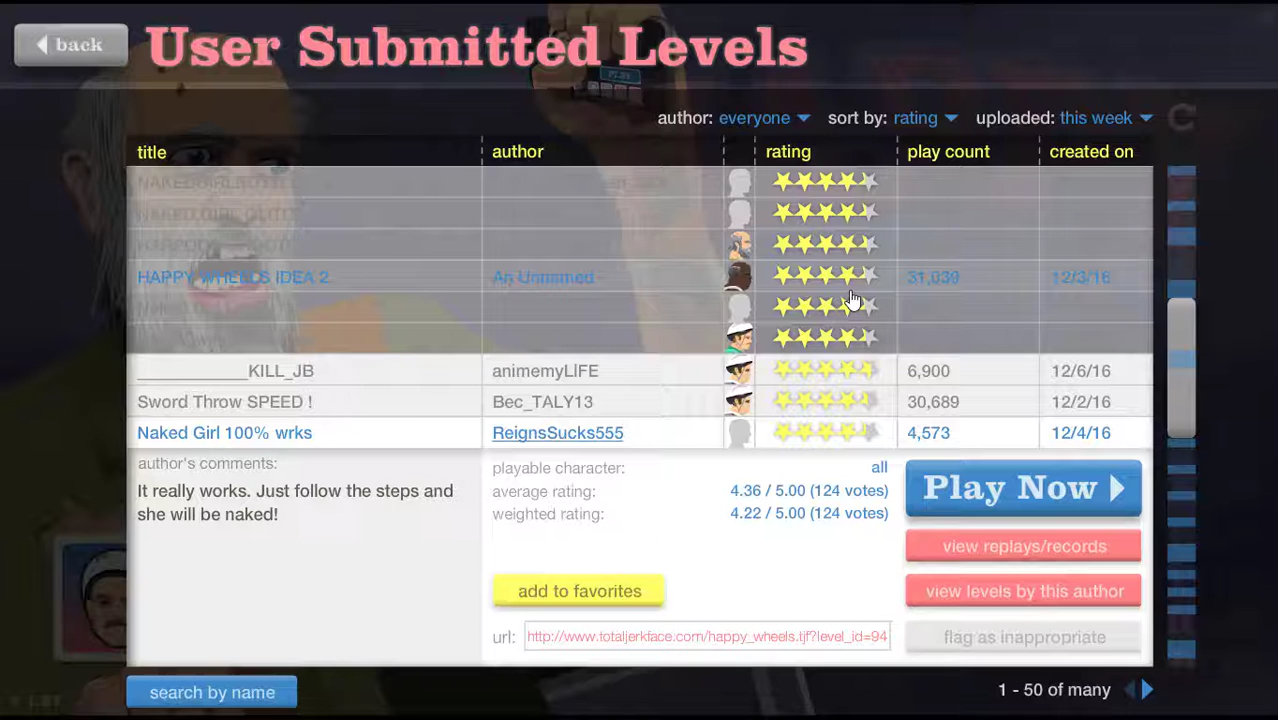 back
User Submitted Levels
author: everyone sort by: rating uploaded: this week
title author rating play count created on
HAPPY WHEELS IDEA 2 An Unnamed 31,039 12/3/16
____________KILL_JB animemyLIFE 6,900 12/6/16
Sword Throw SPEED ! Bec_TALY13 30,689 12/2/16
Naked Girl 100% wrks ReignsSucks555 4,573 12/4/16
author's comments:
It really works. Just follow the steps and
she will be naked!
playable character: all
average rating: 4.36 / 5.00 (124 votes)
weighted rating: 4.22 / 5.00 (124 votes)
add to favorites
url: http://www.totaljerkface.com/happy_wheels.tjf?level_id=94
Play Now
view replays/records
view levels by this author
flag as inappropriate
search by name
1 - 50 of many